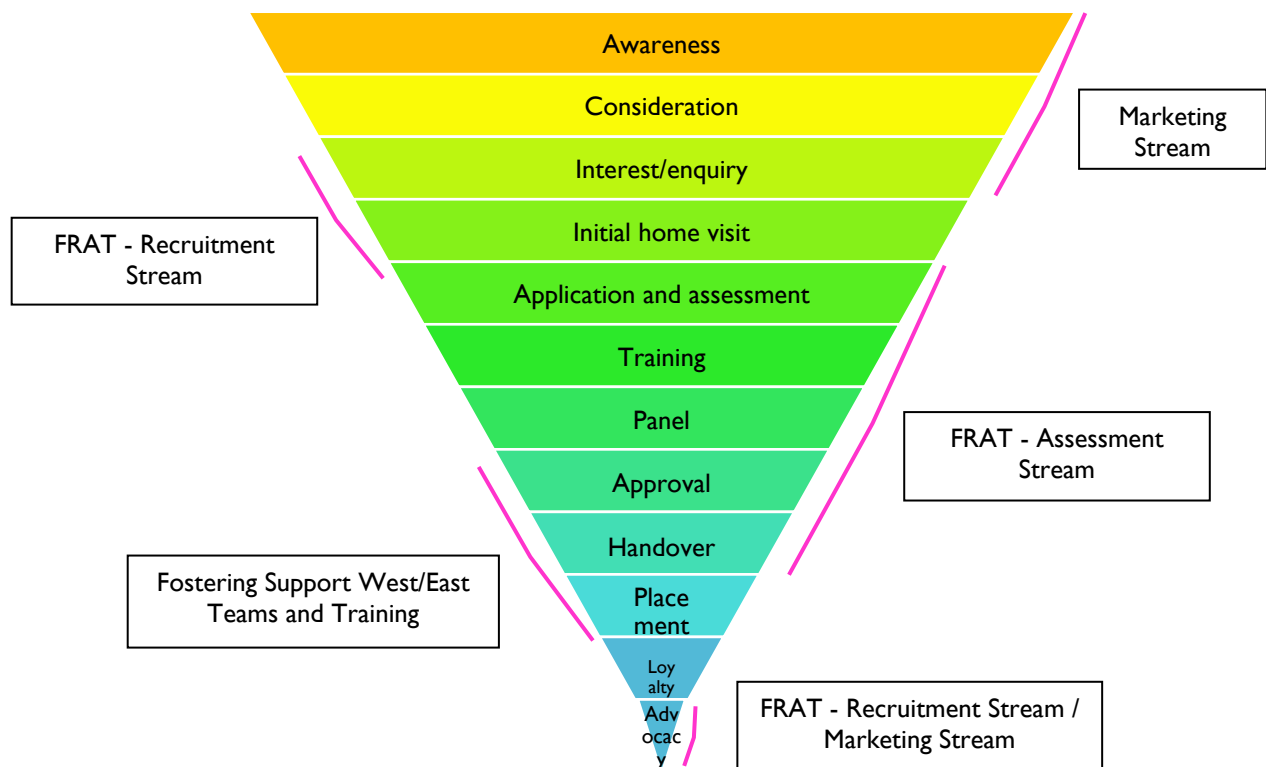 Awareness
Consideration
Marketing
Stream
Interest/enquiry
Initial home visit
FRAT - Recruitment
Stream
Application and assessment
Training
Panel
FRAT - Assessment
Stream
Approval
Handover
Fostering Support West/East
Teams and Training
Place
ment
Loy
alty
Adv
ocac
y
FRAT - Recruitment Stream /
Marketing Stream